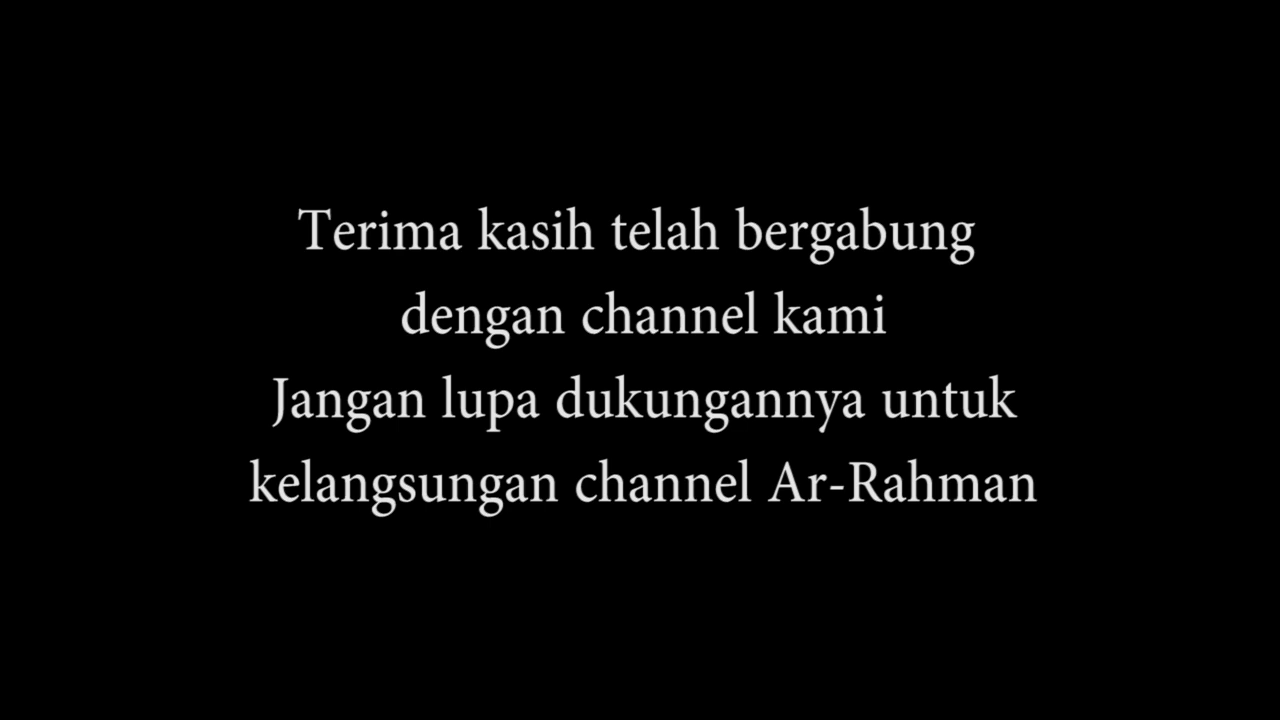 Terima kasih telah bergabung
dengan channel kami
Jangan lupa dukungannya untuk
kelangsungan channel Ar-Rahman